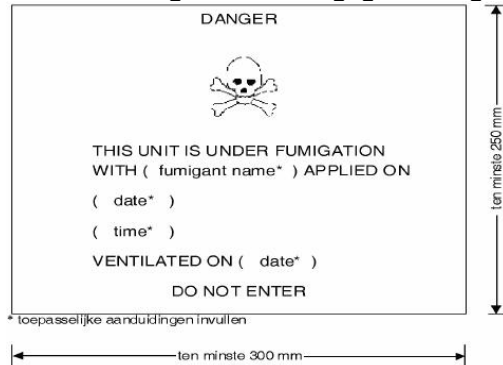 DANGER
THIS UNIT IS UNDER FUMIGATION
WITH ( fumigant name* ) APPLIED ON
( date* )
( time* )
VENTILATED ON ( date* )
DO NOT ENTER
* toepasselijke aanduidingen invullen
ten minste 300 mm
ten minste 250 mm